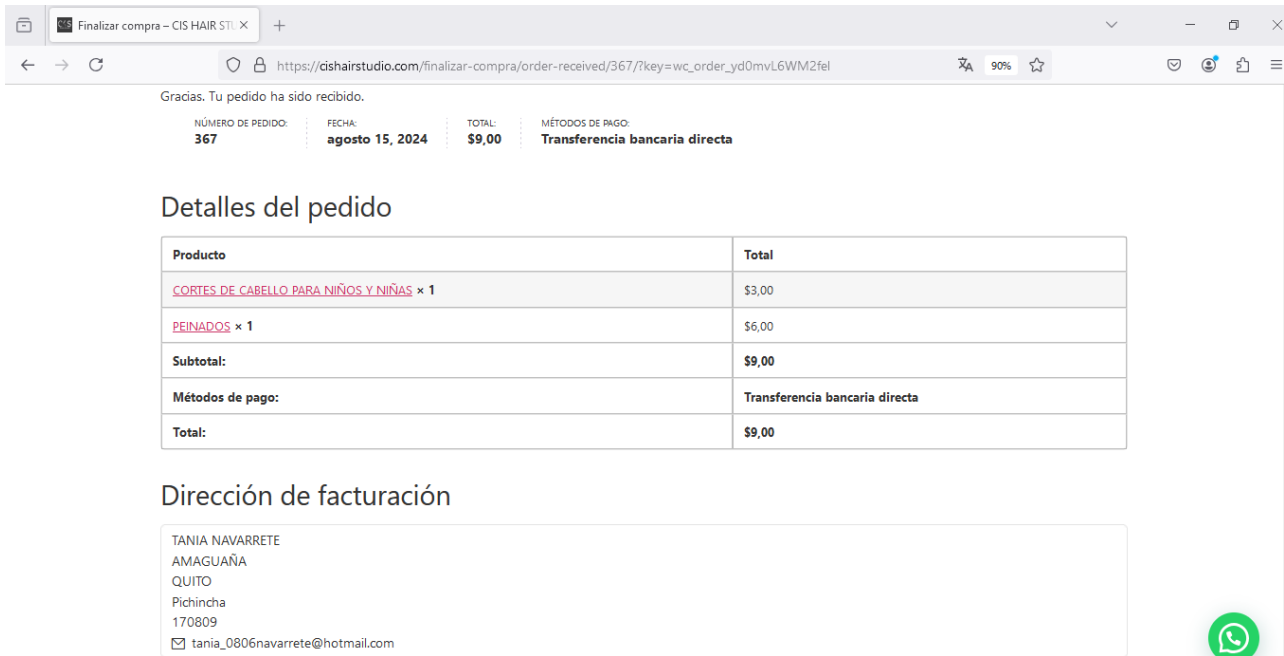 Finalizar compra – CIS HAIR STU
https://cishairstudio.com/finalizar-compra/order-received/367/?key=wc_order_yd0mvL6WM2fel
90%
Gracias. Tu pedido ha sido recibido.
NÚMERO DE PEDIDO: FECHA: TOTAL: MÉTODOS DE PAGO:
367 agosto 15, 2024 $9,00 Transferencia bancaria directa
Detalles del pedido
Producto Total
CORTES DE CABELLO PARA NIÑOS Y NIÑAS × 1 $3,00
PEINADOS × 1 $6,00
Subtotal: $9,00
Métodos de pago: Transferencia bancaria directa
Total: $9,00
Dirección de facturación
TANIA NAVARRETE
AMAGUAÑA
QUITO
Pichincha
170809
tania_0806navarrete@hotmail.com